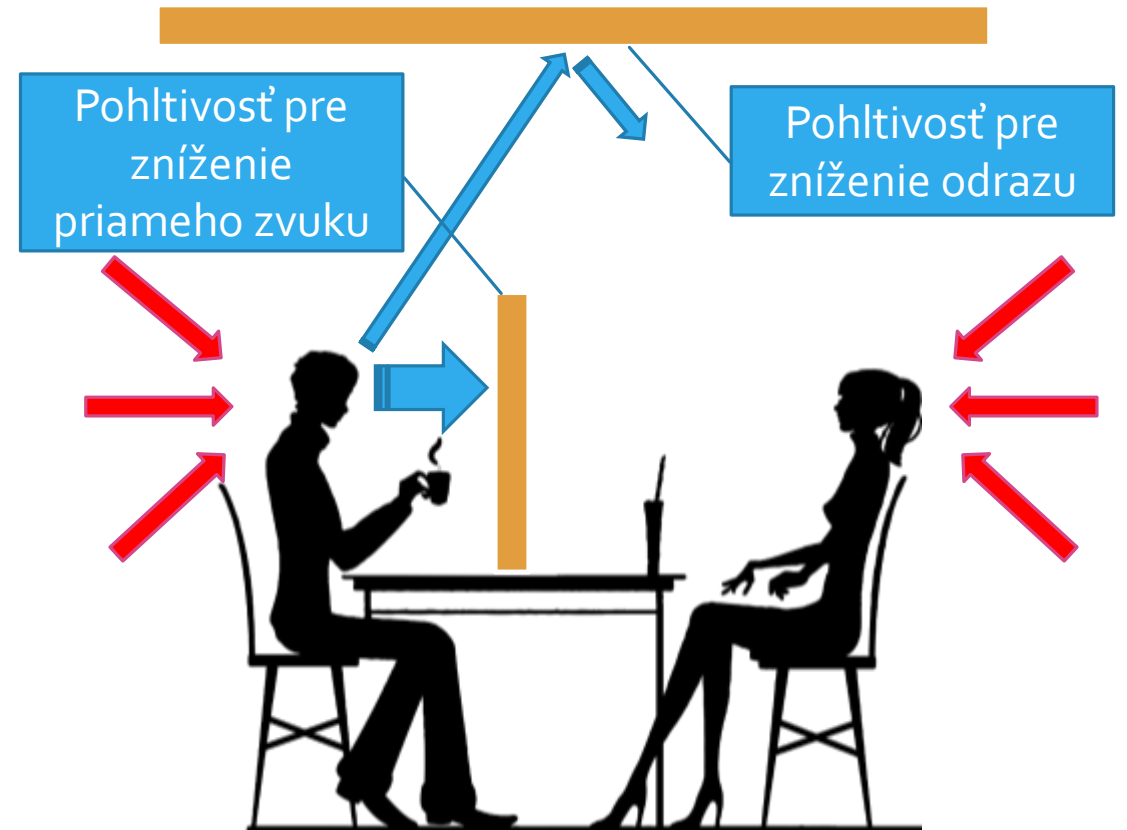 Pohltivosť pre
zníženie
priameho zvuku
Pohltivosť pre
zníženie odrazu